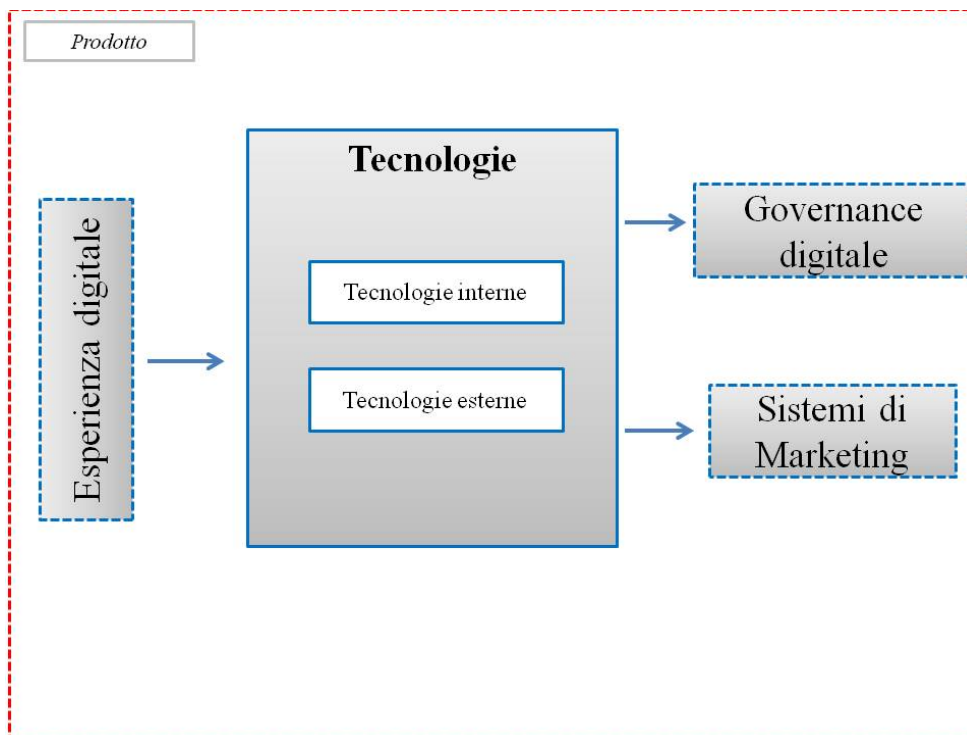 Prodotto
Tecnologie
Esperienza digitale
Tecnologie interne
Tecnologie esterne
Governance
digitale
Sistemi di
Marketing